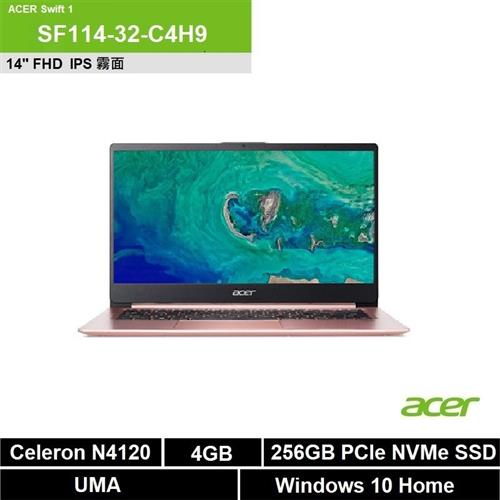 ACER Swift 1
SF114-32-C4H9
14" FHD IPS 霧面
acer
acer
Celeron N4120
4GB
256GB PCIe NVMe SSD
UMA
Windows 10 Home